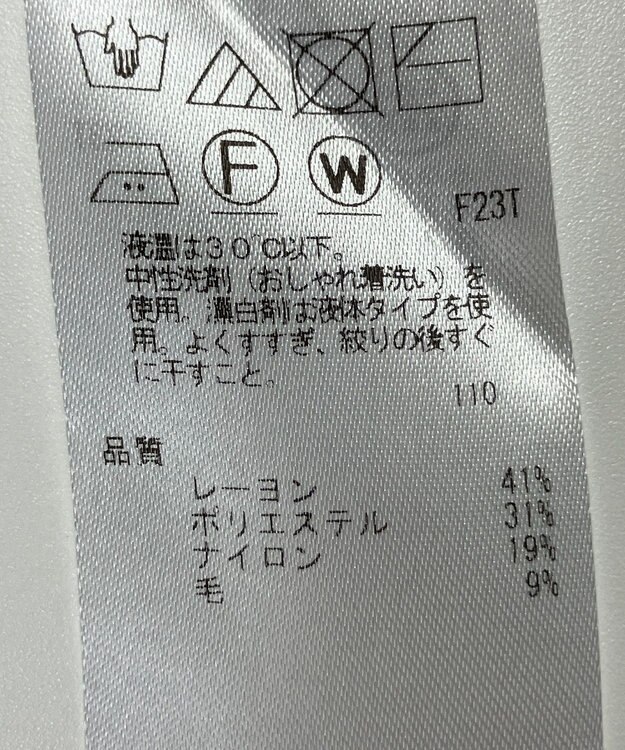 F W
F23T
液温は30℃以下。
中性洗剤(おしゃれ着洗い)を
使用。漂白剤は液体タイプを使
用。よくすすぎ、絞りの後すぐ
に干すこと。
110
品質
レーヨン 41%
ポリエステル 31%
ナイロン 19%
毛 9%